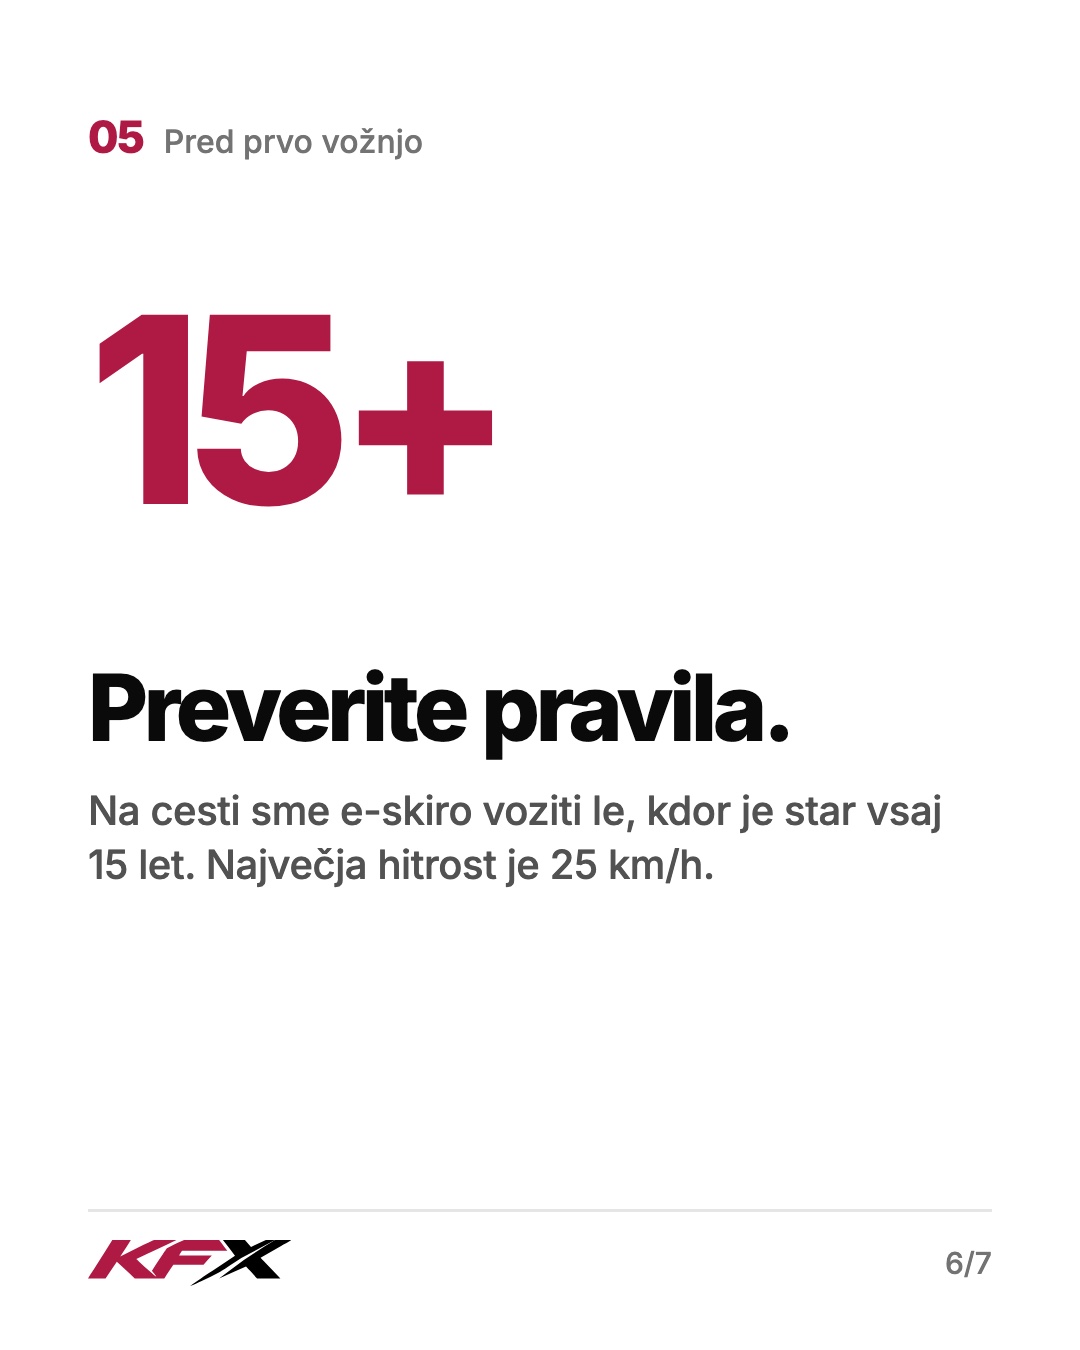 05 Pred prvo vožnjo
15+
Preverite pravila.
Na cesti sme e-skiro voziti le, kdor je star vsaj
15 let. Največja hitrost je 25 km/h.
KFX
6/7